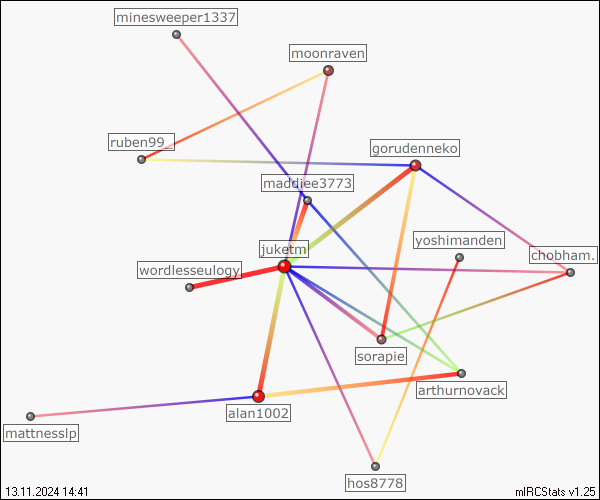 minesweeper1337
moonraven
ruben99_
gorudenneko
maddiee3773
yoshimanden
juketm
chobham.
wordlesseulogy
sorapie
arthurnovack
alan1002
mattnesslp
hos8778
13.11.2024 14:41
mIRCStats v1.25